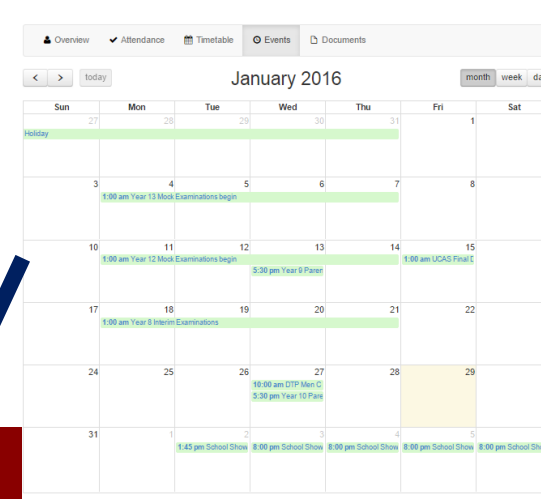 Overview Attendance Timetable Events Documents
today January 2016 month week da
Sun Mon Tue Wed Thu Fri Sat
27 28 29 30 31 1
Holiday
3 4 5 6 7 8
1:00 am Year 13 Mock Examinations begin
10 11 12 13 14 15
1:00 am Year 12 Mock Examinations begin 1:00 am UCAS Final D
5:30 pm Year 9 Paren
17 18 19 20 21 22
1:00 am Year 8 Interim Examinations
24 25 26 27 28 29
10:00 am DTP Men C
5:30 pm Year 10 Pare
31 1 2 3 4 5
1:45 pm School Show 8:00 pm School Show 8:00 pm School Show 8:00 pm School Show 8:00 pm School Sh